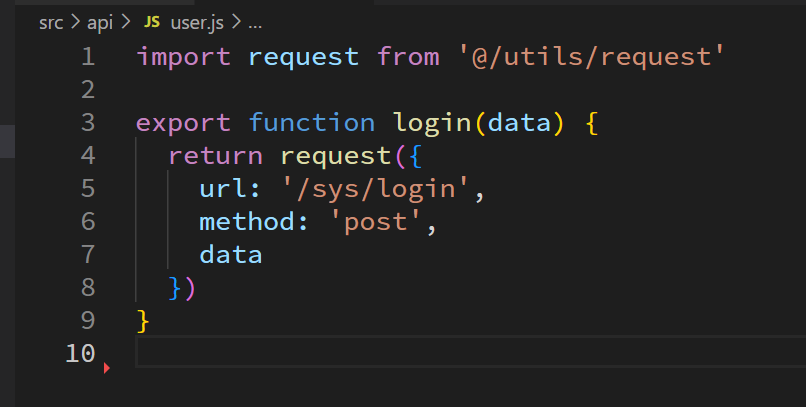 src > api > JS user.js > ...
1 import request from '@/utils/request'
2
3 export function login(data) {
4   return request({
5     url: '/sys/login',
6     method: 'post',
7     data
8   })
9 }
10